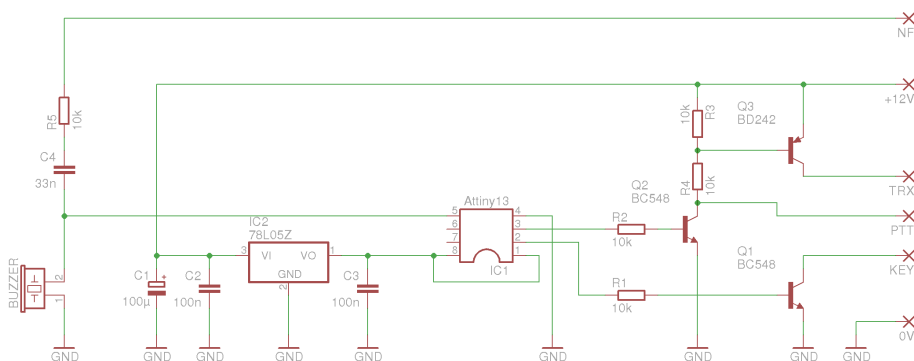 NF
R5
10k
C4
33n
BUZZER
2
1
GND
+12V
C1
100µ
GND
C2
100n
GND
IC2
78L05Z
3
VI
VO
1
GND
2
GND
C3
100n
GND
Attiny13
5
6
7
8
4
3
2
1
IC1
GND
R2
10k
R1
10k
Q2
BC548
10k
R3
R4
10k
Q3
BD242
TRX
PTT
Q1
BC548
KEY
GND
GND
GND
0V